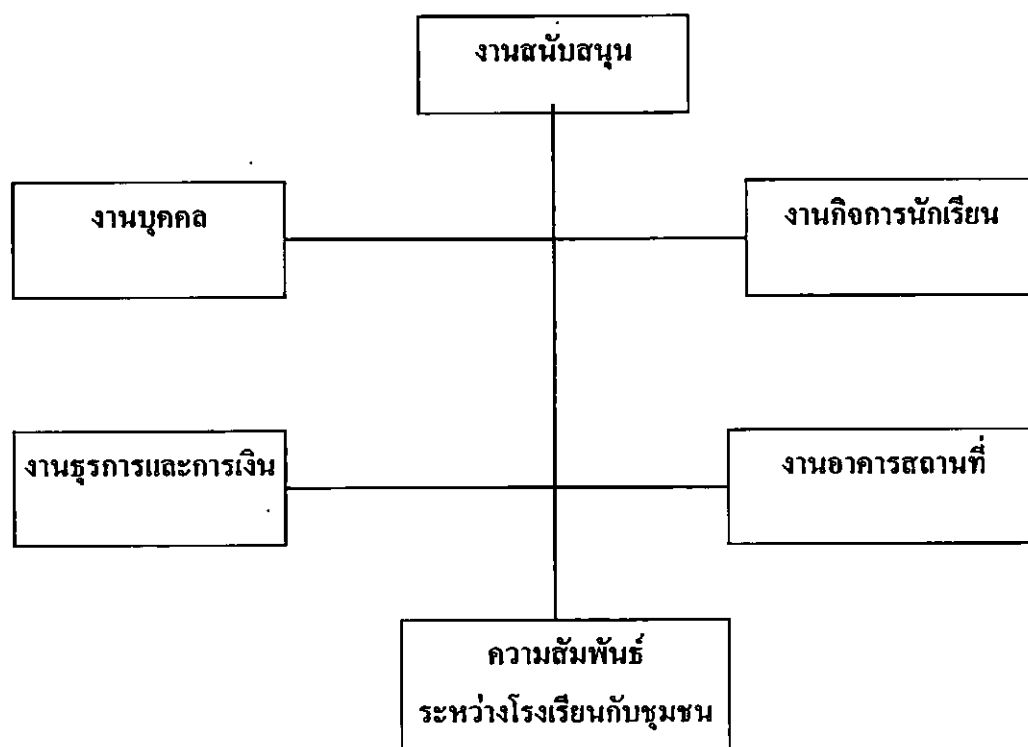 งานสนับสนุน
งานบุคคล
งานกิจการนักเรียน
งานธุรการและการเงิน
งานอาคารสถานที่
ความสัมพันธ์
ระหว่างโรงเรียนกับชุมชน